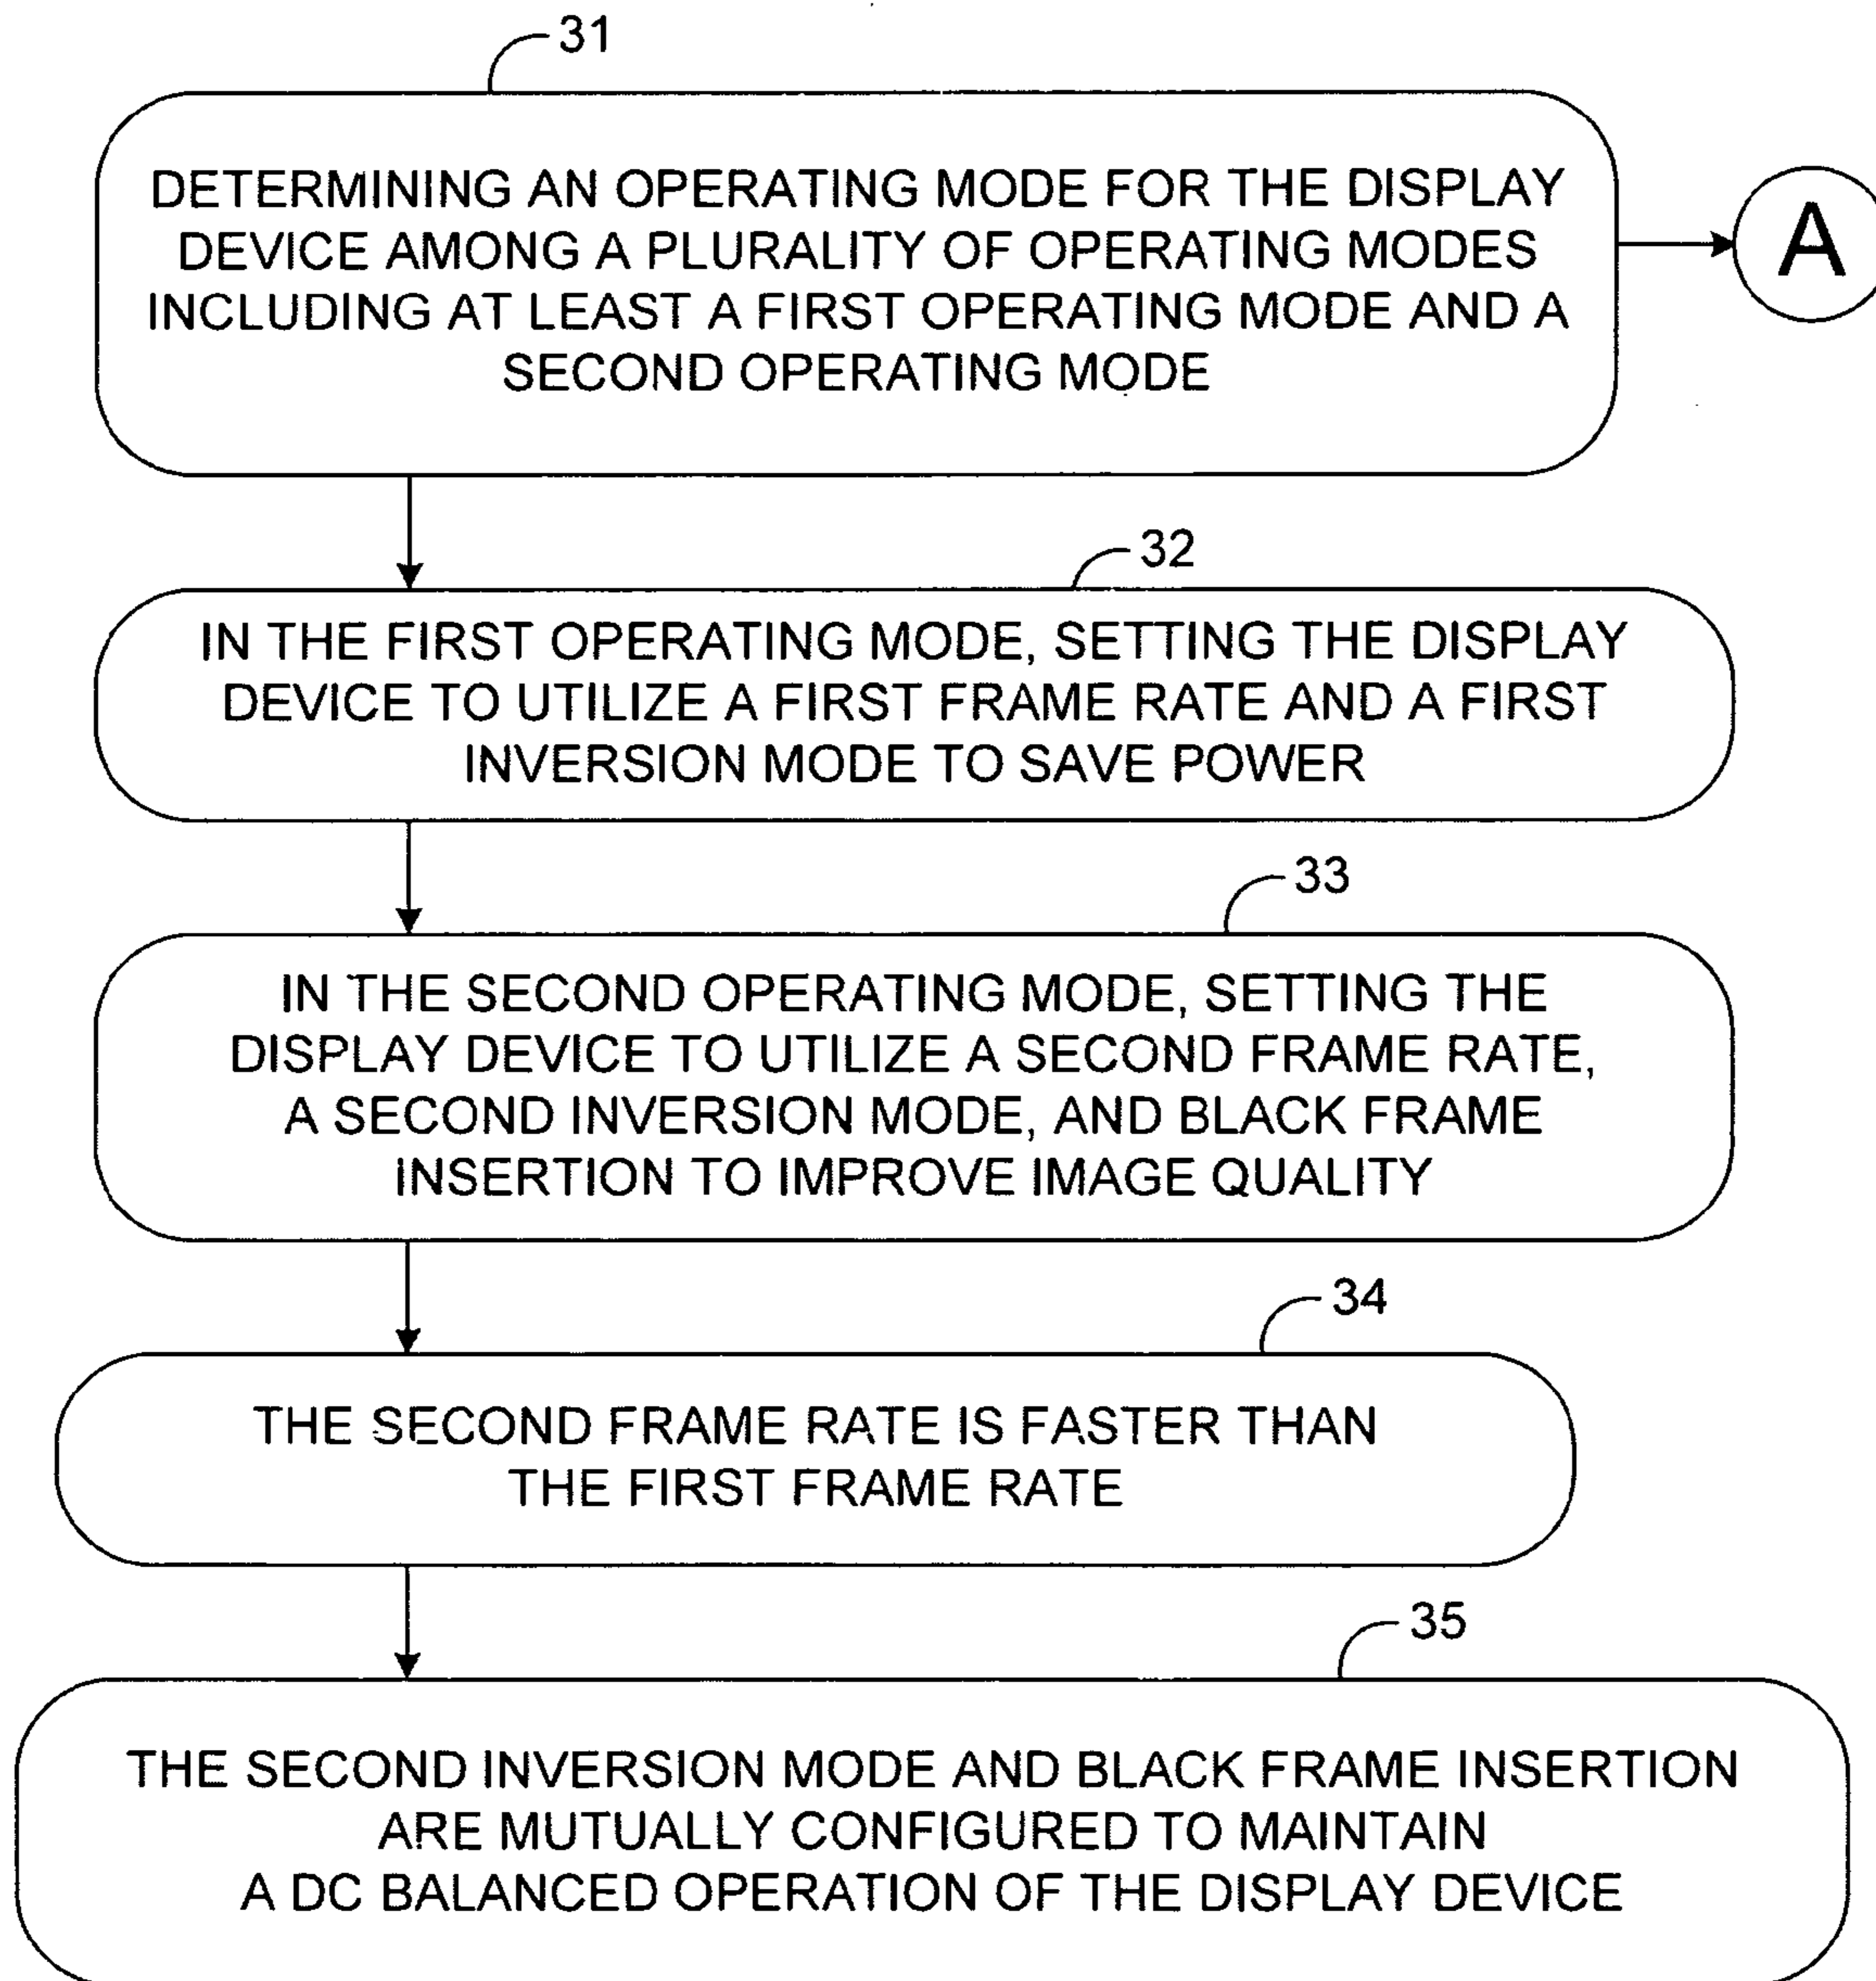 31
DETERMINING AN OPERATING MODE FOR THE DISPLAY
DEVICE AMONG A PLURALITY OF OPERATING MODES
INCLUDING AT LEAST A FIRST OPERATING MODE AND A
SECOND OPERATING MODE
A
32
IN THE FIRST OPERATING MODE, SETTING THE DISPLAY
DEVICE TO UTILIZE A FIRST FRAME RATE AND A FIRST
INVERSION MODE TO SAVE POWER
33
IN THE SECOND OPERATING MODE, SETTING THE
DISPLAY DEVICE TO UTILIZE A SECOND FRAME RATE,
A SECOND INVERSION MODE, AND BLACK FRAME
INSERTION TO IMPROVE IMAGE QUALITY
34
THE SECOND FRAME RATE IS FASTER THAN
THE FIRST FRAME RATE
35
THE SECOND INVERSION MODE AND BLACK FRAME INSERTION
ARE MUTUALLY CONFIGURED TO MAINTAIN
A DC BALANCED OPERATION OF THE DISPLAY DEVICE